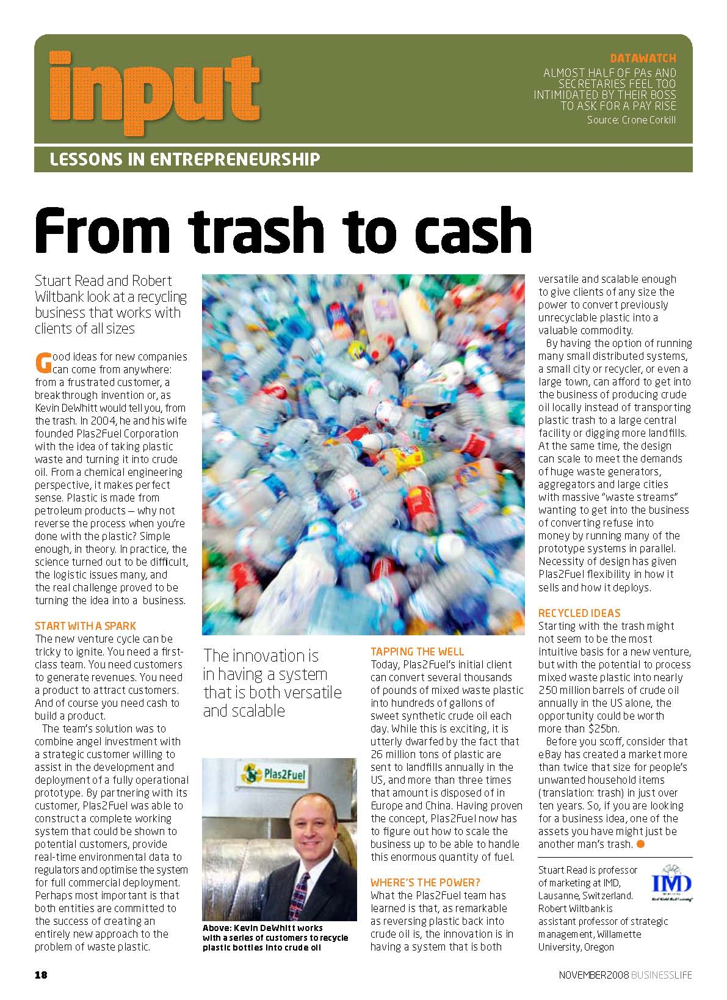 input
DATAWATCH
ALMOST HALF OF PAs AND
SECRETARIES FEEL TOO
INTIMIDATED BY THEIR BOSS
TO ASK FOR A PAY RISE
Source: Crone Corkill
LESSONS IN ENTREPRENEURSHIP
From trash to cash
Stuart Read and Robert
Wiltbank look at a recycling
business that works with
clients of all sizes
Good ideas for new companies
can come from anywhere:
from a frustrated customer, a
breakthrough invention or, as
Kevin DeWhitt would tell you, from
the trash. In 2004, he and his wife
founded Plas2Fuel Corporation
with the idea of taking plastic
waste and turning it into crude
oil. From a chemical engineering
perspective, it makes perfect
sense. Plastic is made from
petroleum products – why not
reverse the process when you're
done with the plastic? Simple
enough, in theory. In practice, the
science turned out to be difficult,
the logistic issues many, and
the real challenge proved to be
turning the idea into a business.
START WITH A SPARK
The new venture cycle can be
tricky to ignite. You need a first-
class team. You need customers
to generate revenues. You need
a product to attract customers.
And of course you need cash to
build a product.
The team's solution was to
combine angel investment with
a strategic customer willing to
assist in the development and
deployment of a fully operational
prototype. By partnering with its
customer, Plas2Fuel was able to
construct a complete working
system that could be shown to
potential customers, provide
real-time environmental data to
regulators and optimise the system
for full commercial deployment.
Perhaps most important is that
both entities are committed to
the success of creating an
entirely new approach to the
problem of waste plastic.
The innovation is
in having a system
that is both versatile
and scalable
Plas2Fuel
Above: Kevin DeWhitt works
with a series of customers to recycle
plastic bottles into crude oil
TAPPING THE WELL
Today, Plas2Fuel's initial client
can convert several thousands
of pounds of mixed waste plastic
into hundreds of gallons of
sweet synthetic crude oil each
day. While this is exciting, it is
utterly dwarfed by the fact that
26 million tons of plastic are
sent to landfills annually in the
US, and more than three times
that amount is disposed of in
Europe and China. Having proven
the concept, Plas2Fuel now has
to figure out how to scale the
business up to be able to handle
this enormous quantity of fuel.
WHERE'S THE POWER?
What the Plas2Fuel team has
learned is that, as remarkable
as reversing plastic back into
crude oil is, the innovation is in
having a system that is both
versatile and scalable enough
to give clients of any size the
power to convert previously
unrecyclable plastic into a
valuable commodity.
By having the option of running
many small distributed systems,
a small city or recycler, or even a
large town, can afford to get into
the business of producing crude
oil locally instead of transporting
plastic trash to a large central
facility or digging more landfills.
At the same time, the design
can scale to meet the demands
of huge waste generators,
aggregators and large cities
with massive "waste streams"
wanting to get into the business
of converting refuse into
money by running many of the
prototype systems in parallel.
Necessity of design has given
Plas2Fuel flexibility in how it
sells and how it deploys.
RECYCLED IDEAS
Starting with the trash might
not seem to be the most
intuitive basis for a new venture,
but with the potential to process
mixed waste plastic into nearly
250 million barrels of crude oil
annually in the US alone, the
opportunity could be worth
more than $25bn.
Before you scoff, consider that
eBay has created a market more
than twice that size for people's
unwanted household items
(translation: trash) in just over
ten years. So, if you are looking
for a business idea, one of the
assets you have might just be
another man's trash.
Stuart Read is professor
of marketing at IMD,
Lausanne, Switzerland.
Robert Wiltbank is
assistant professor of strategic
management, Willamette
University, Oregon
IMD
Real World. Real Learning
18
NOVEMBER2008 BUSINESSLIFE